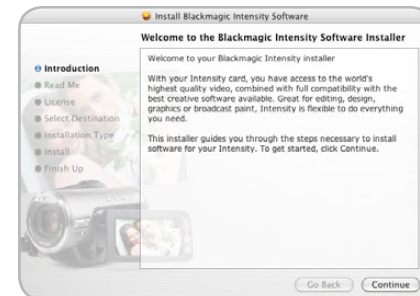 Install Blackmagic Intensity Software
Welcome to the Blackmagic Intensity Software Installer
Introduction
Read Me
License
Select Destination
Installation Type
Install
Finish Up
Welcome to your Blackmagic Intensity installer
With your Intensity card, you have access to the world's
highest quality video, combined with full compatibility with the
best creative software available. Great for editing, design,
graphics or broadcast paint, Intensity is flexible to do everything
you need.
This installer guides you through the steps necessary to install
software for your Intensity. To get started, click Continue.
Go Back
Continue